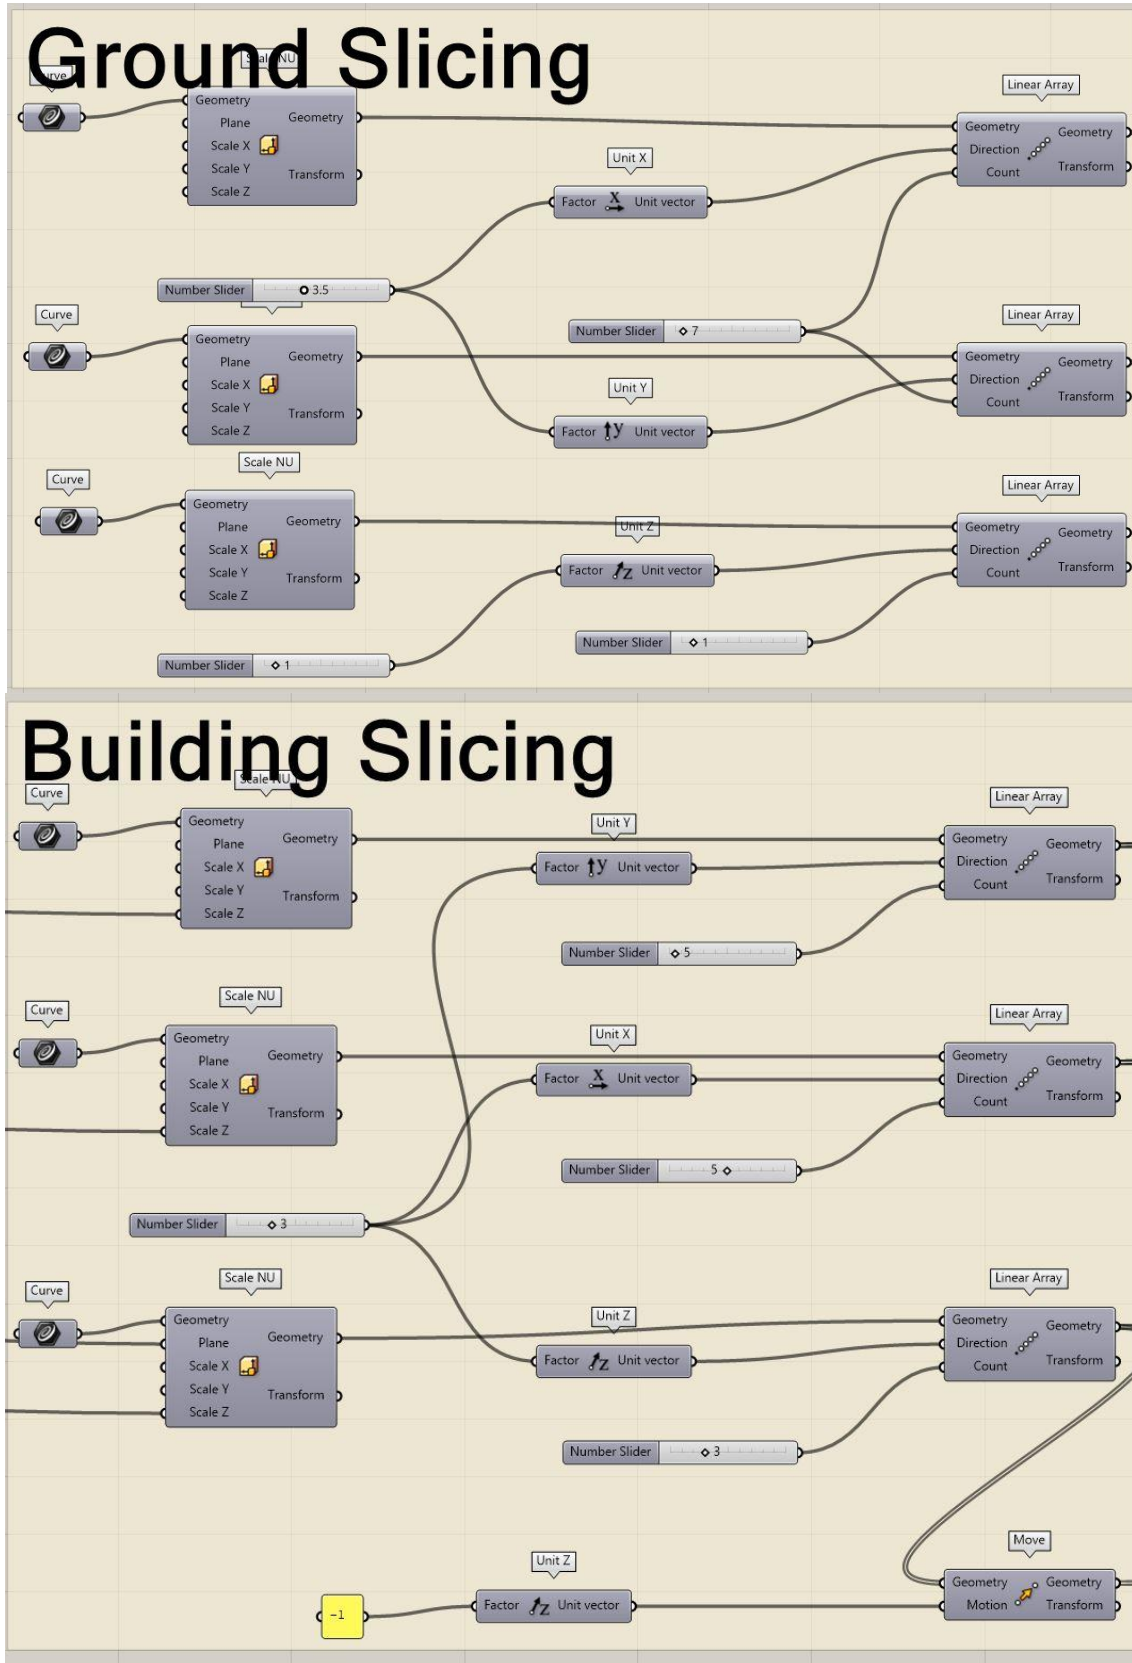 Ground Slicing
Scale NU
Curve
Geometry
Plane
Scale X
Scale Y
Scale Z
Geometry
Transform
Unit X
Factor X Unit vector
Linear Array
Geometry
Direction
Count
Geometry
Transform
Number Slider 3.5
Curve
Geometry
Plane
Scale X
Scale Y
Scale Z
Geometry
Transform
Number Slider 7
Unit Y
Factor y Unit vector
Linear Array
Geometry
Direction
Count
Geometry
Transform
Curve
Scale NU
Geometry
Plane
Scale X
Scale Y
Scale Z
Geometry
Transform
Unit Z
Factor Z Unit vector
Linear Array
Geometry
Direction
Count
Geometry
Transform
Number Slider 1
Number Slider 1
Building Slicing
Scale NU
Curve
Geometry
Plane
Scale X
Scale Y
Scale Z
Geometry
Transform
Unit Y
Factor y Unit vector
Linear Array
Geometry
Direction
Count
Geometry
Transform
Number Slider 5
Curve
Scale NU
Geometry
Plane
Scale X
Scale Y
Scale Z
Geometry
Transform
Unit X
Factor X Unit vector
Linear Array
Geometry
Direction
Count
Geometry
Transform
Number Slider 5
Number Slider 3
Curve
Scale NU
Geometry
Plane
Scale X
Scale Y
Scale Z
Geometry
Transform
Unit Z
Factor Z Unit vector
Linear Array
Geometry
Direction
Count
Geometry
Transform
Number Slider 3
-1
Unit Z
Factor Z Unit vector
Move
Geometry
Motion
Geometry
Transform